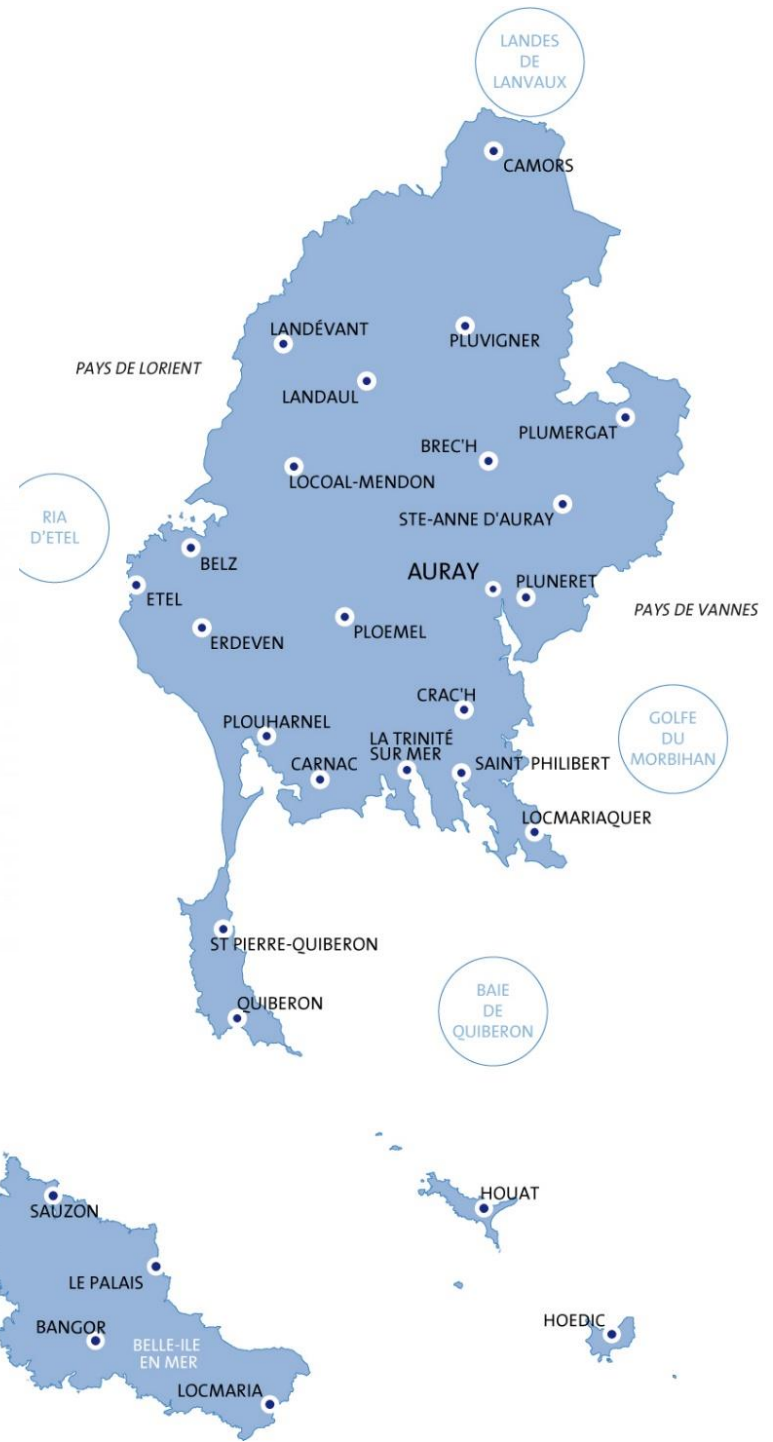 LANDES
DE
LANVAUX
CAMORS
LANDÉVANT
PLUVIGNER
PAYS DE LORIENT
LANDAUL
PLUMERGAT
BREC'H
LOCOAL-MENDON
STE-ANNE D'AURAY
RIA
D'ETEL
BELZ
AURAY
PLUNERET
ETEL
PAYS DE VANNES
ERDEVEN
PLOEMEL
CRAC'H
PLOUHARNEL
LA TRINITÉ
SUR MER
CARNAC
SAINT PHILIBERT
GOLFE
DU
MORBIHAN
LOCMARIAQUER
ST PIERRE-QUIBERON
QUIBERON
BAIE
DE
QUIBERON
HOUAT
SAUZON
LE PALAIS
BANGOR
BELLE-ILE
EN MER
HOEDIC
LOCMARIA